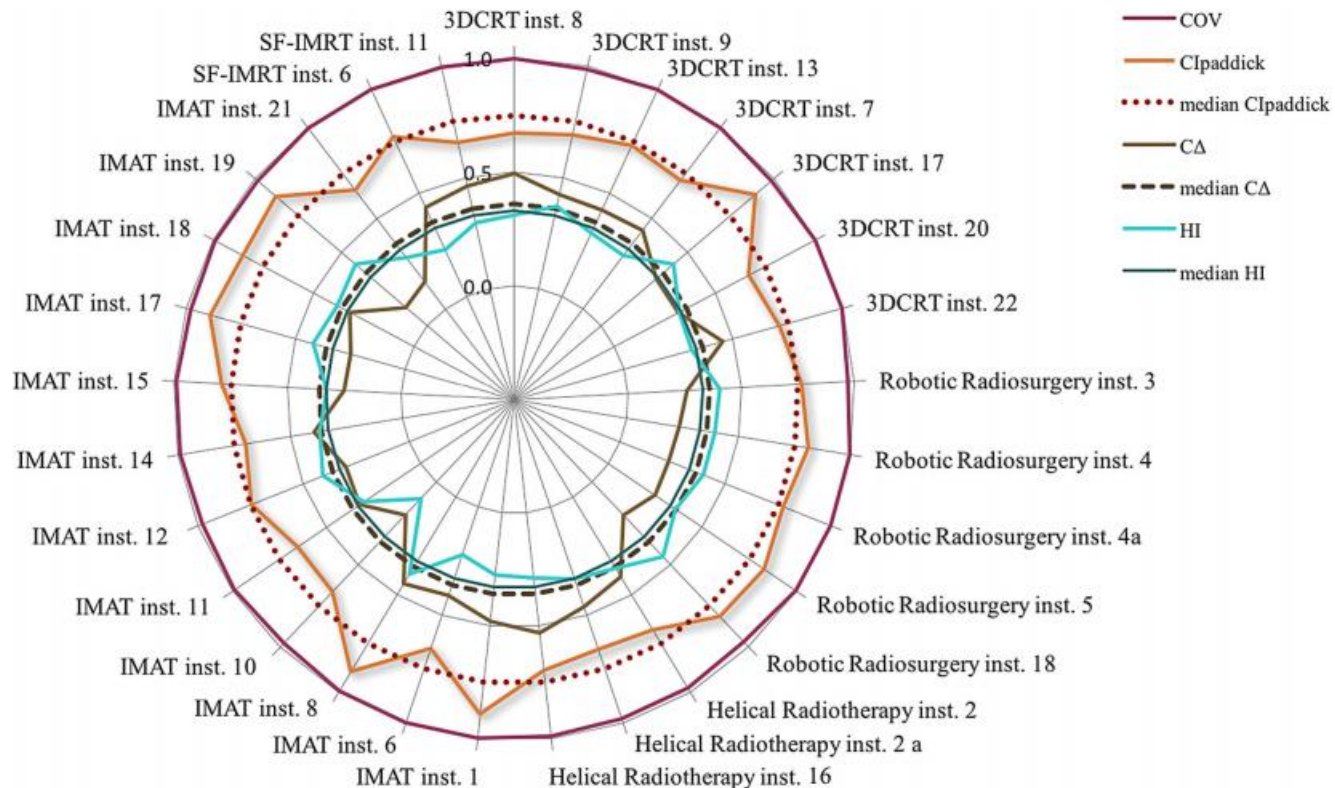 3DCRT inst. 8
3DCRT inst. 9
3DCRT inst. 13
3DCRT inst. 7
3DCRT inst. 17
3DCRT inst. 20
3DCRT inst. 22
Robotic Radiosurgery inst. 3
Robotic Radiosurgery inst. 4
Robotic Radiosurgery inst. 4a
Robotic Radiosurgery inst. 5
Robotic Radiosurgery inst. 18
Helical Radiotherapy inst. 2
Helical Radiotherapy inst. 2 a
Helical Radiotherapy inst. 16
IMAT inst. 1
IMAT inst. 6
IMAT inst. 8
IMAT inst. 10
IMAT inst. 11
IMAT inst. 12
IMAT inst. 14
IMAT inst. 15
IMAT inst. 17
IMAT inst. 18
IMAT inst. 19
IMAT inst. 21
SF-IMRT inst. 6
SF-IMRT inst. 11
1.0
0.5
0.0
COV
CIpaddick
median CIpaddick
CΔ
median CΔ
HI
median HI